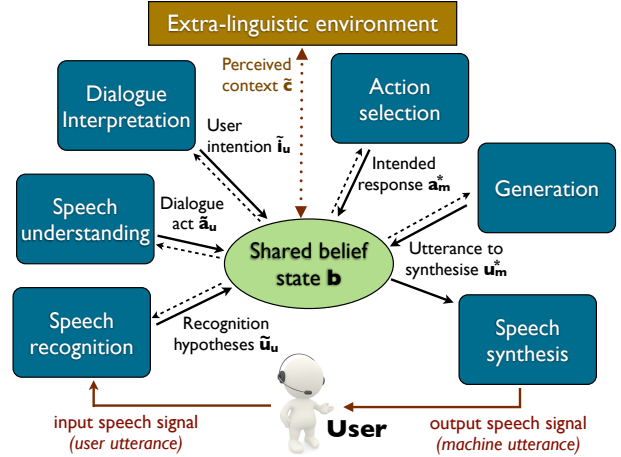 Extra-linguistic environment
Perceived
context c̃
Dialogue
Interpretation
Action
selection
User
intention ĩᵤ
Intended
response a*ₘ
Generation
Speech
understanding
Dialogue
act ãᵤ
Shared belief
state b
Utterance to
synthesise u*ₘ
Speech
recognition
Recognition
hypotheses ũᵤ
Speech
synthesis
User
input speech signal
(user utterance)
output speech signal
(machine utterance)